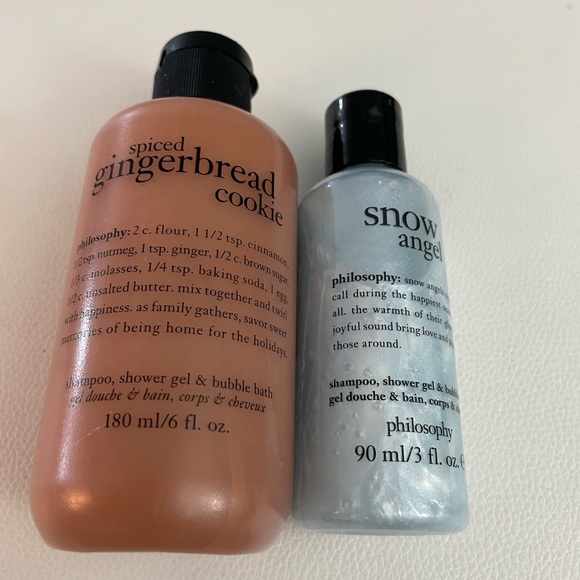 spiced
gingerbread
cookie
philosophy: 2 c. flour, 1 1/2 tsp. cinnamon,
1/2 tsp. nutmeg, 1 tsp. ginger, 1/2 c. brown sugar,
1/3 c. molasses, 1/4 tsp. baking soda, 1 egg,
1/2 c. unsalted butter. mix together and twirl
with happiness. as family gathers, savor sweet
memories of being home for the holidays.
shampoo, shower gel & bubble bath
gel douche & bain, corps & cheveux
180 ml/6 fl. oz.
snow
angel
philosophy: snow angels
call during the happiest
all. the warmth of their
joyful sound bring love and
those around.
shampoo, shower gel &
gel douche & bain, corps &
philosophy
90 ml/3 fl. oz.